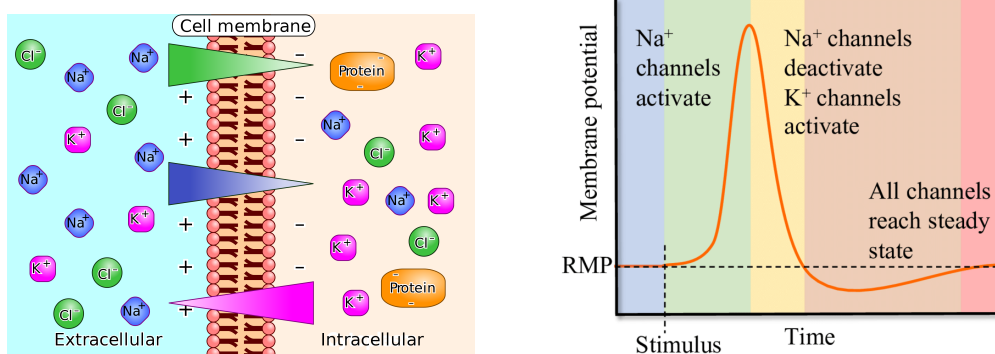 Cell membrane
Cl⁻
Na⁺
Na⁺
Cl⁻
K⁺
Na⁺
Na⁺
Na⁺
K⁺
K⁺
Cl⁻
Cl⁻
Na⁺
+
+
+
+
+
+
Extracellular
–
–
–
–
–
–
Protein
-
-
K⁺
Na⁺
K⁺
Cl⁻
K⁺
Na⁺
K⁺
K⁺
Cl⁻
Protein
-
-
K⁺
Intracellular
Membrane potential
RMP
Na⁺
channels
activate
Na⁺ channels
deactivate
K⁺ channels
activate
All channels
reach steady
state
Stimulus
Time